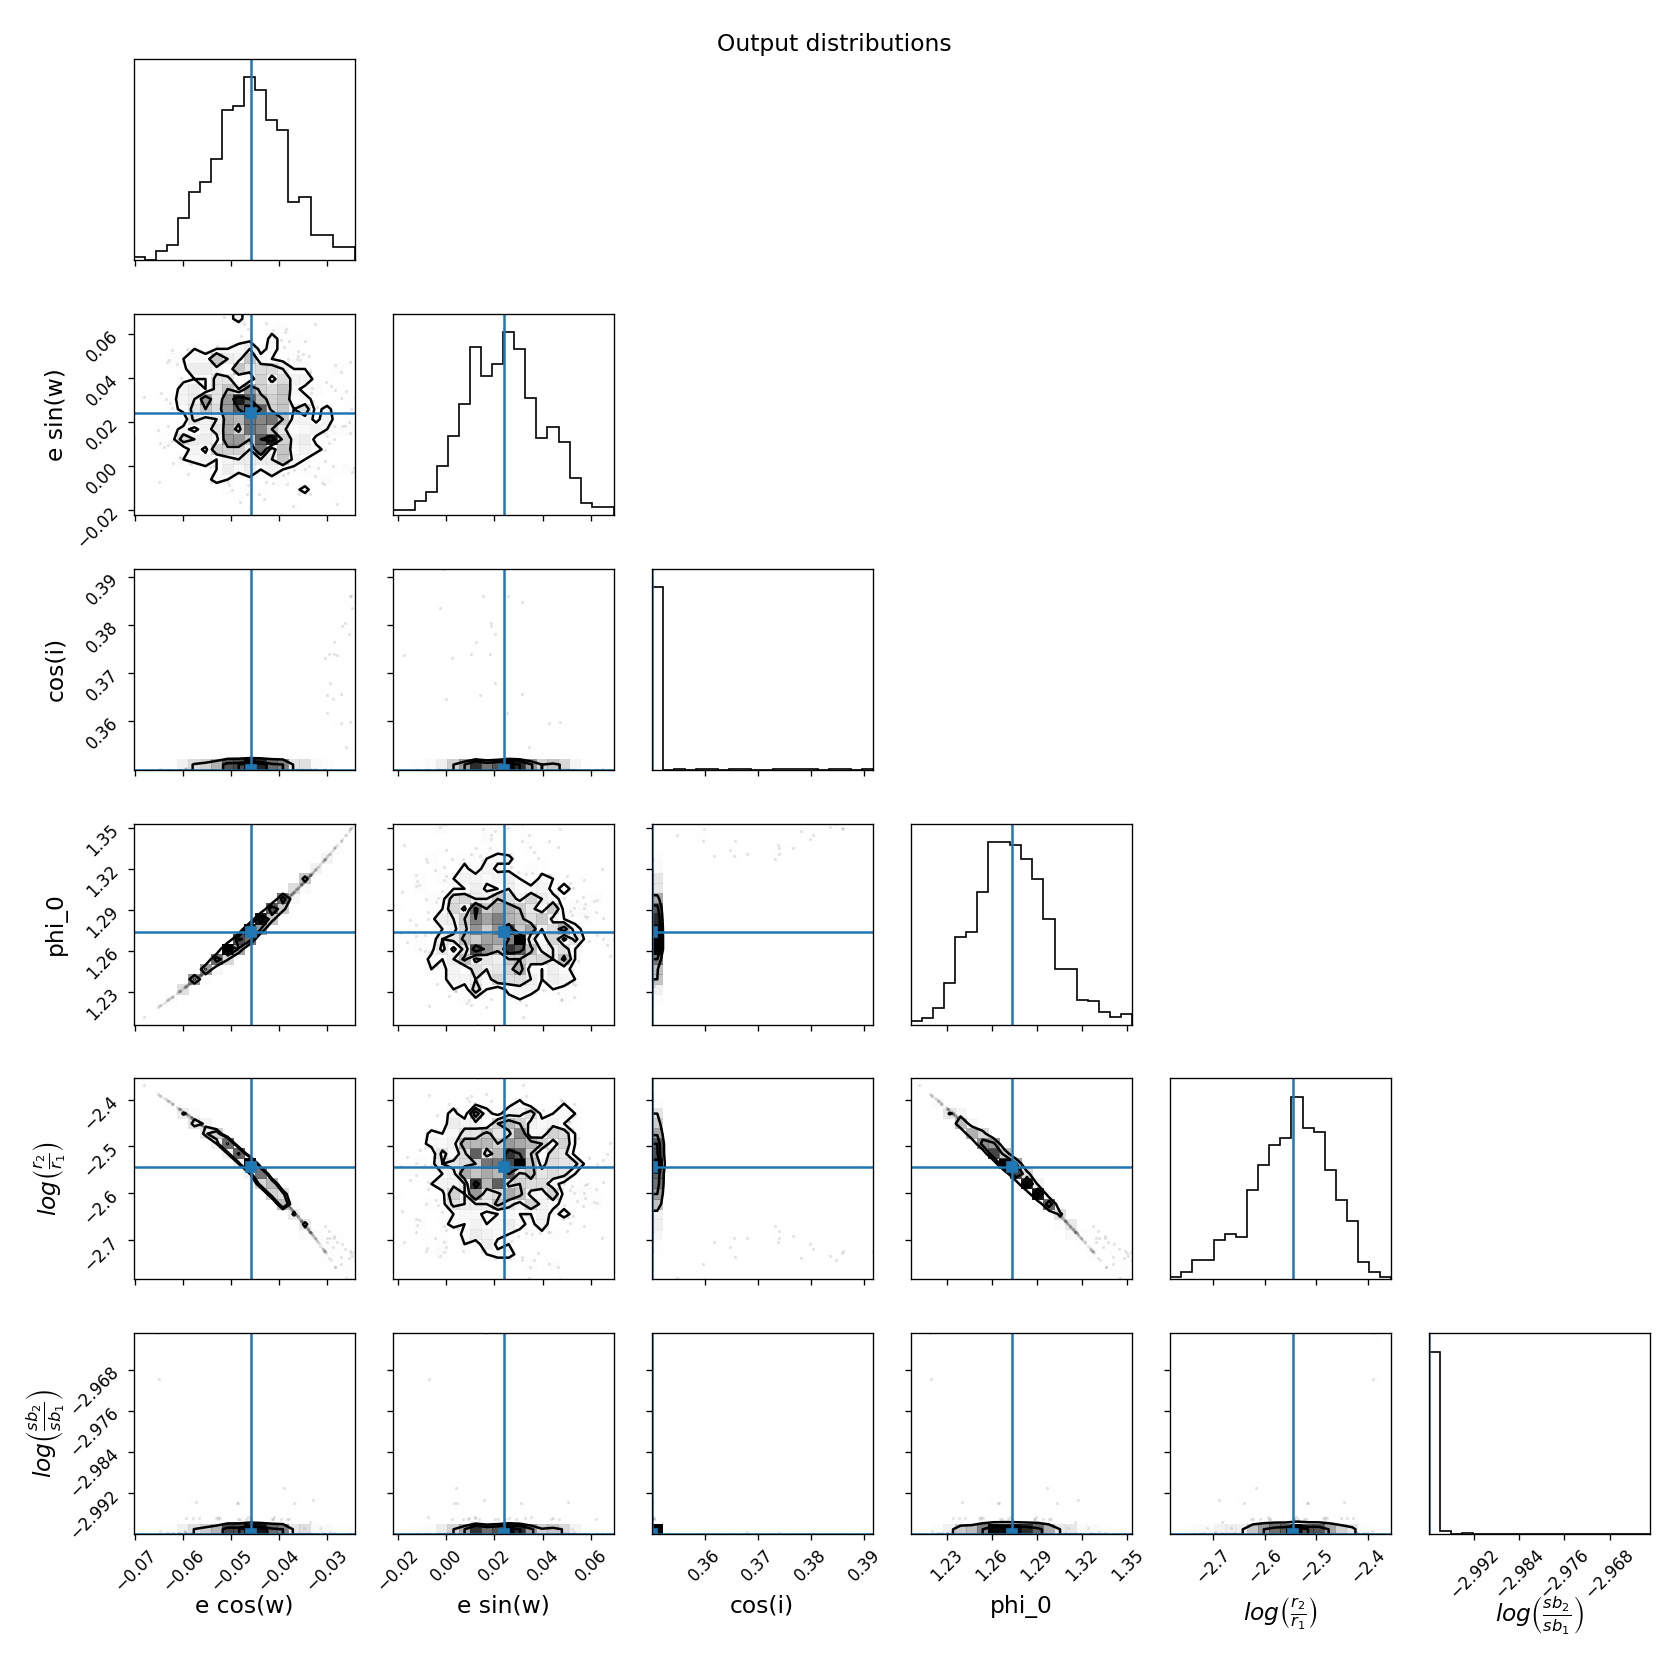 Output distributions
e sin(w)
0.06
0.04
0.02
0.00
−0.02
cos(i)
0.39
0.38
0.37
0.36
phi_0
1.35
1.32
1.29
1.26
1.23
log(r₂/r₁)
−2.4
−2.5
−2.6
−2.7
log(sb₂/sb₁)
−2.968
−2.976
−2.984
−2.992
−0.07 −0.06 −0.05 −0.04 −0.03
−0.02 0.00 0.02 0.04 0.06
0.36 0.37 0.38 0.39
1.23 1.26 1.29 1.32 1.35
−2.7 −2.6 −2.5 −2.4
−2.992 −2.984 −2.976 −2.968
e cos(w) e sin(w) cos(i) phi_0 log(r₂/r₁) log(sb₂/sb₁)